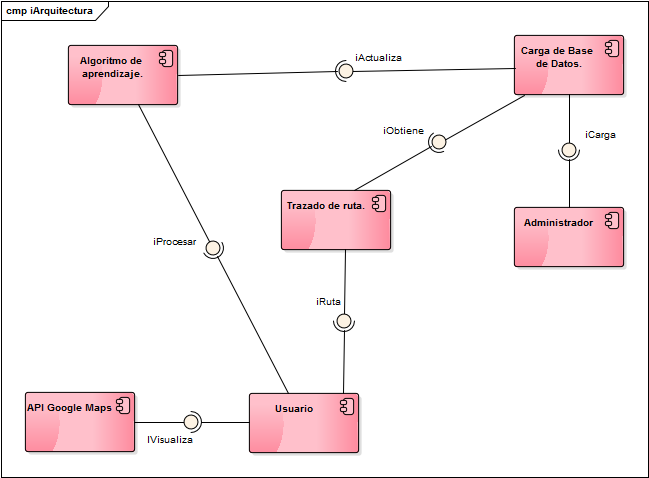 cmp iArquitectura
Algoritmo de
aprendizaje.
iActualiza
Carga de Base
de Datos.
iObtiene
iCarga
Trazado de ruta.
Administrador
iProcesar
iRuta
API Google Maps
IVisualiza
Usuario